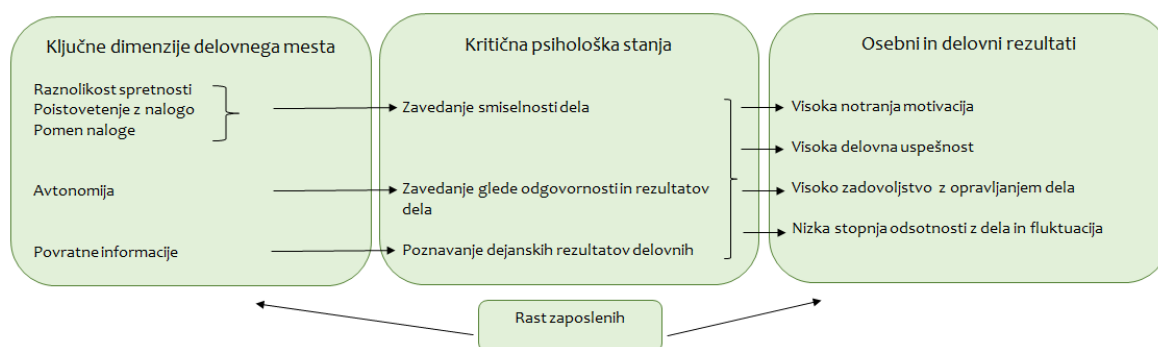 Ključne dimenzije delovnega mesta
Raznolikost spretnosti
Poistovetenje z nalogo
Pomen naloge
Avtonomija
Povratne informacije
Kritična psihološka stanja
Zavedanje smiselnosti dela
Zavedanje glede odgovornosti in rezultatov
dela
Poznavanje dejanskih rezultatov delovnih
Osebni in delovni rezultati
Visoka notranja motivacija
Visoka delovna uspešnost
Visoko zadovoljstvo z opravljanjem dela
Nizka stopnja odsotnosti z dela in fluktuacija
Rast zaposlenih